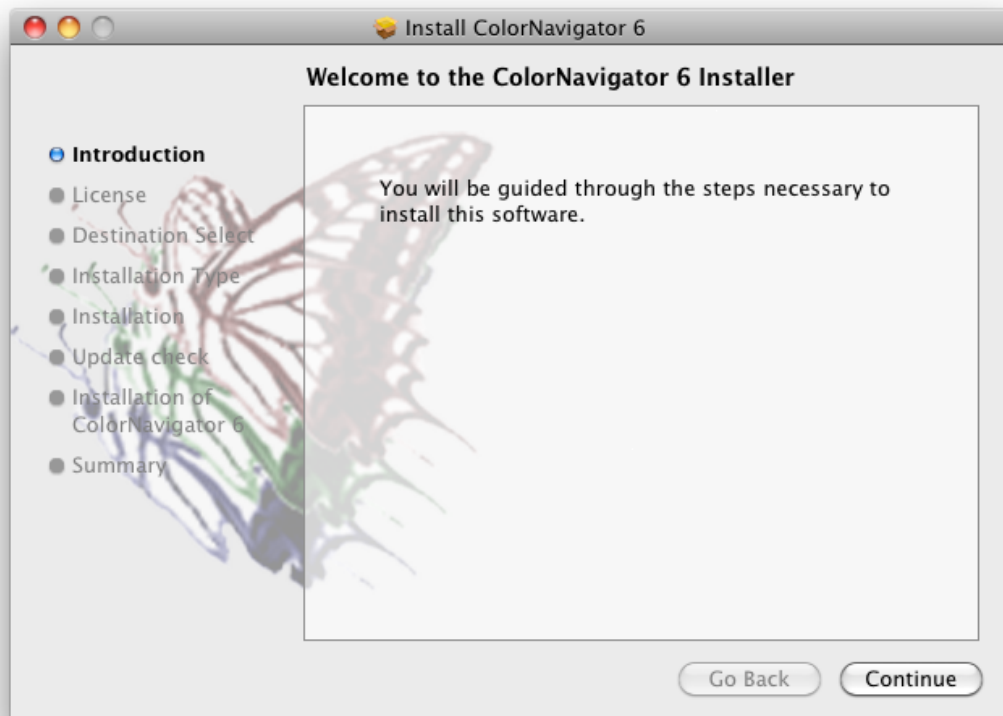 Install ColorNavigator 6
Welcome to the ColorNavigator 6 Installer
Introduction
License
Destination Select
Installation Type
Installation
Update check
Installation of
ColorNavigator 6
Summary
You will be guided through the steps necessary to
install this software.
Go Back
Continue